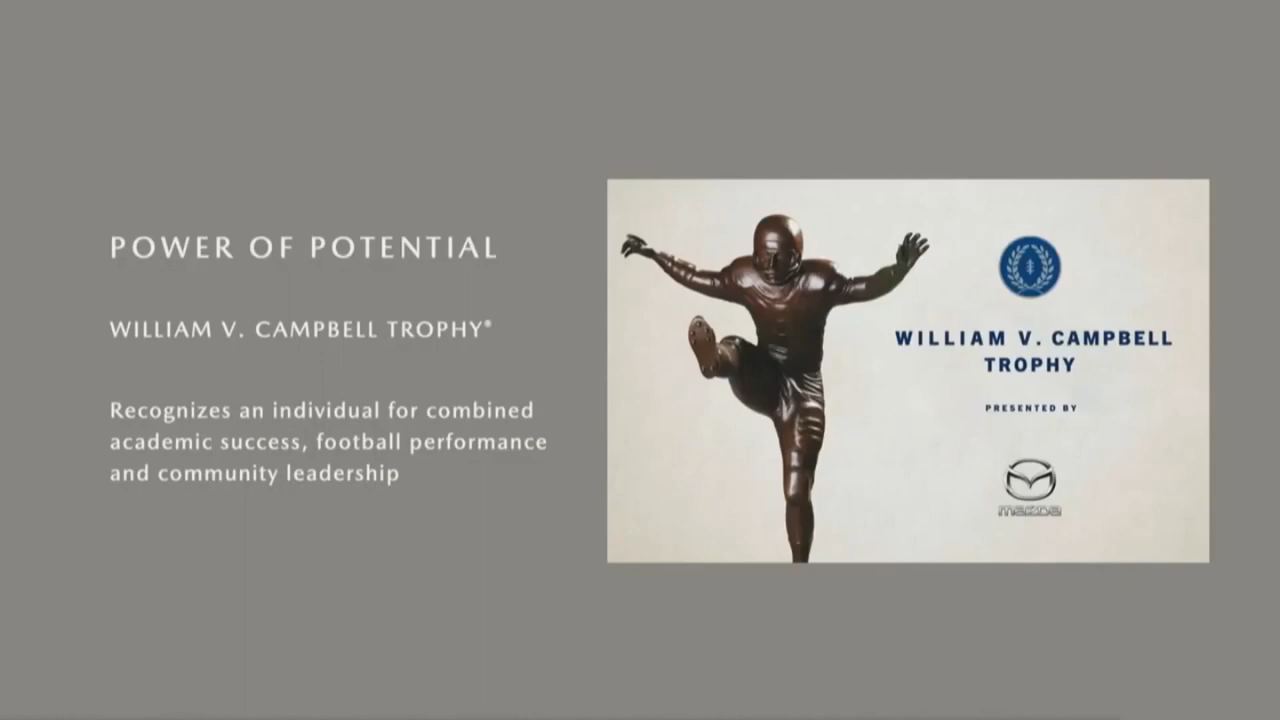 POWER OF POTENTIAL
WILLIAM V. CAMPBELL TROPHY®
Recognizes an individual for combined
academic success, football performance
and community leadership
WILLIAM V. CAMPBELL
TROPHY
PRESENTED BY
mazda